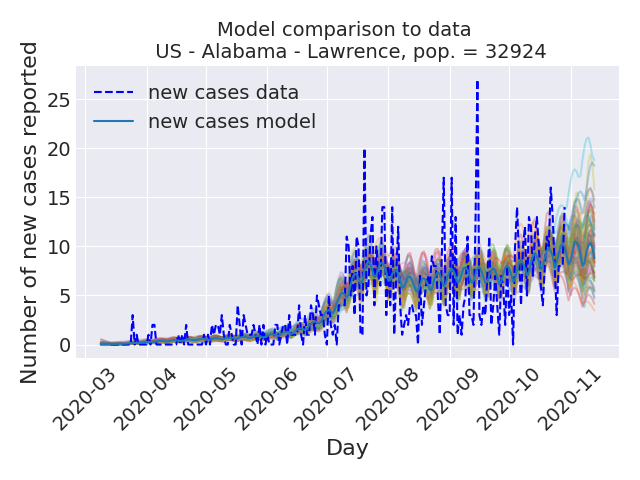 Model comparison to data
US - Alabama - Lawrence, pop. = 32924
Number of new cases reported
25
20
15
10
5
0
new cases data
new cases model
2020-03
2020-04
2020-05
2020-06
2020-07
2020-08
2020-09
2020-10
2020-11
Day